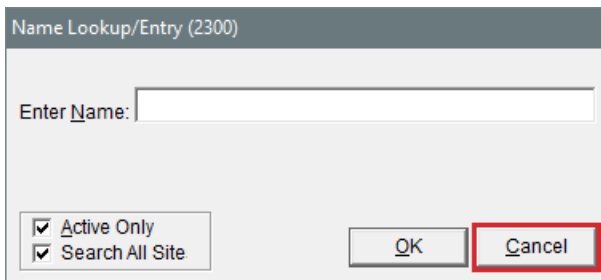 Name Lookup/Entry (2300)
Enter Name:
Active Only
Search All Site
OK
Cancel